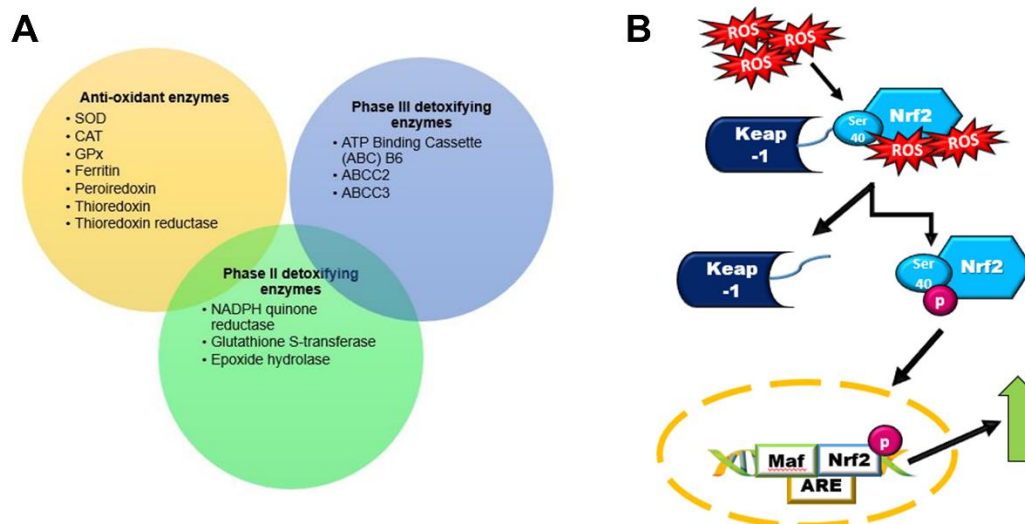 A
Anti-oxidant enzymes
• SOD
• CAT
• GPx
• Ferritin
• Peroiredoxin
• Thioredoxin
• Thioredoxin reductase
Phase III detoxifying
enzymes
• ATP Binding Cassette
(ABC) B6
• ABCC2
• ABCC3
Phase II detoxifying
enzymes
• NADPH quinone
reductase
• Glutathione S-transferase
• Epoxide hydrolase
B
ROS
ROS
ROS
Keap
-1
Ser
40
Nrf2
ROS
ROS
Keap
-1
Ser
40
Nrf2
p
p
Maf
Nrf2
ARE